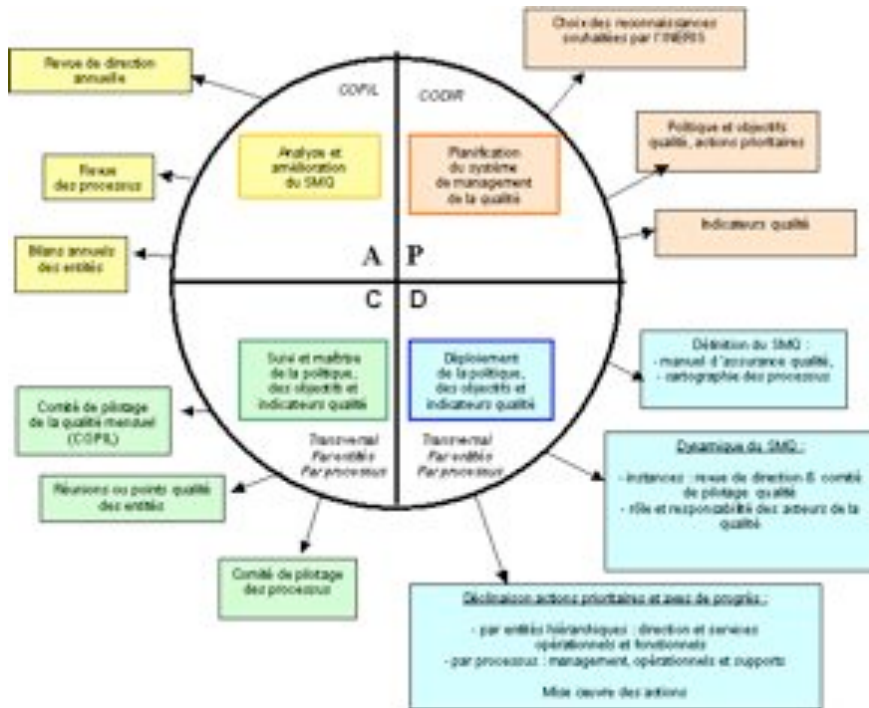 Choix des reconnaissances
souhaitées par l'INERIS
Revue de direction
annuelle
COPIL
CODIR
Politique et objectifs
qualité, actions prioritaires
Analyse et
amélioration
du SMQ
Planification
du système
de management
de la qualité
Revue
des processus
Indicateurs qualité
Bilans annuels
des entités
A P
C D
Définition du SMQ :
- manuel d'assurance qualité,
- cartographie des processus
Suivi et maîtrise
de la politique,
des objectifs et
indicateurs qualité
Déploiement
de la politique,
des objectifs et
indicateurs qualité
Comité de pilotage
de la qualité mensuel
(COPIL)
Transversal
Par entités
Par processus
Transversal
Par entités
Par processus
Dynamique du SMQ :
- instances : revue de direction & comité
de pilotage qualité
- rôle et responsabilité des acteurs de la
qualité
Réunions ou points qualité
des entités
Comité de pilotage
des processus
Déclinaison actions prioritaires et axes de progrès :
- par entités hiérarchiques : direction et services
opérationnels et fonctionnels
- par processus : management, opérationnels et supports
Mise œuvre des actions